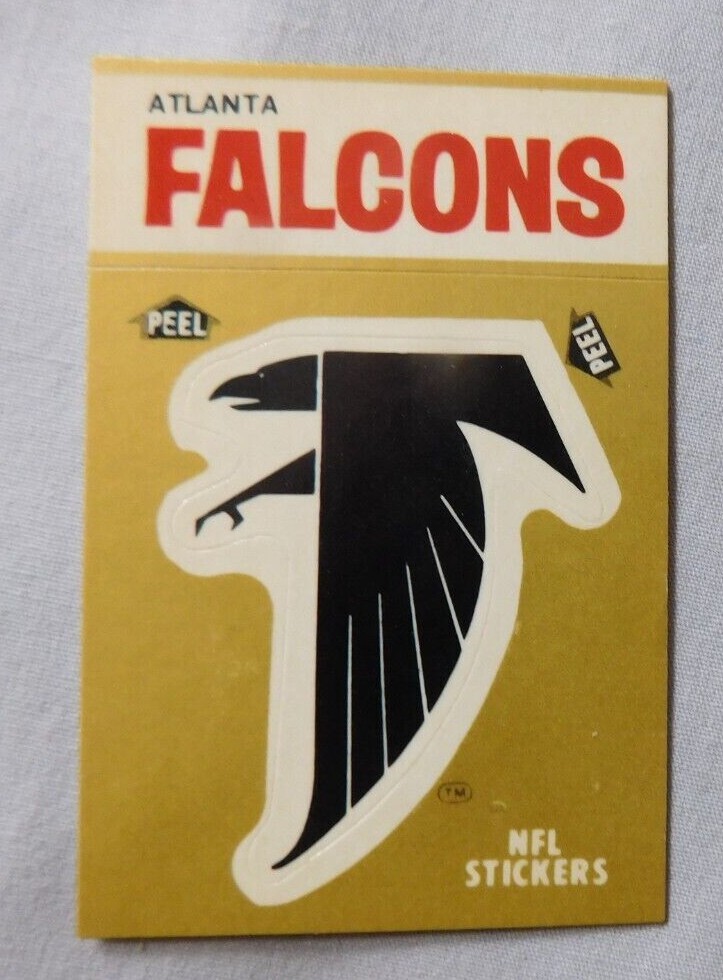 ATLANTA
FALCONS
PEEL
PEEL
TM
NFL
STICKERS